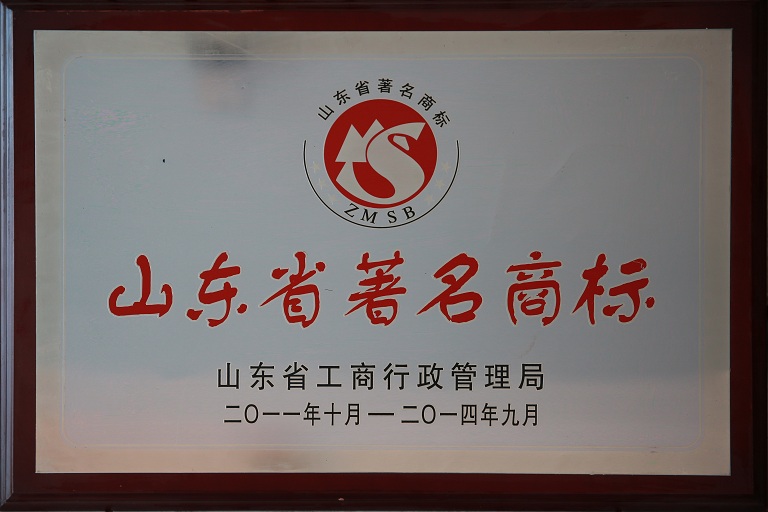 山东省著名商标
ZMSB
山东省著名商标
山东省工商行政管理局
二〇一一年十月一二〇一四年九月